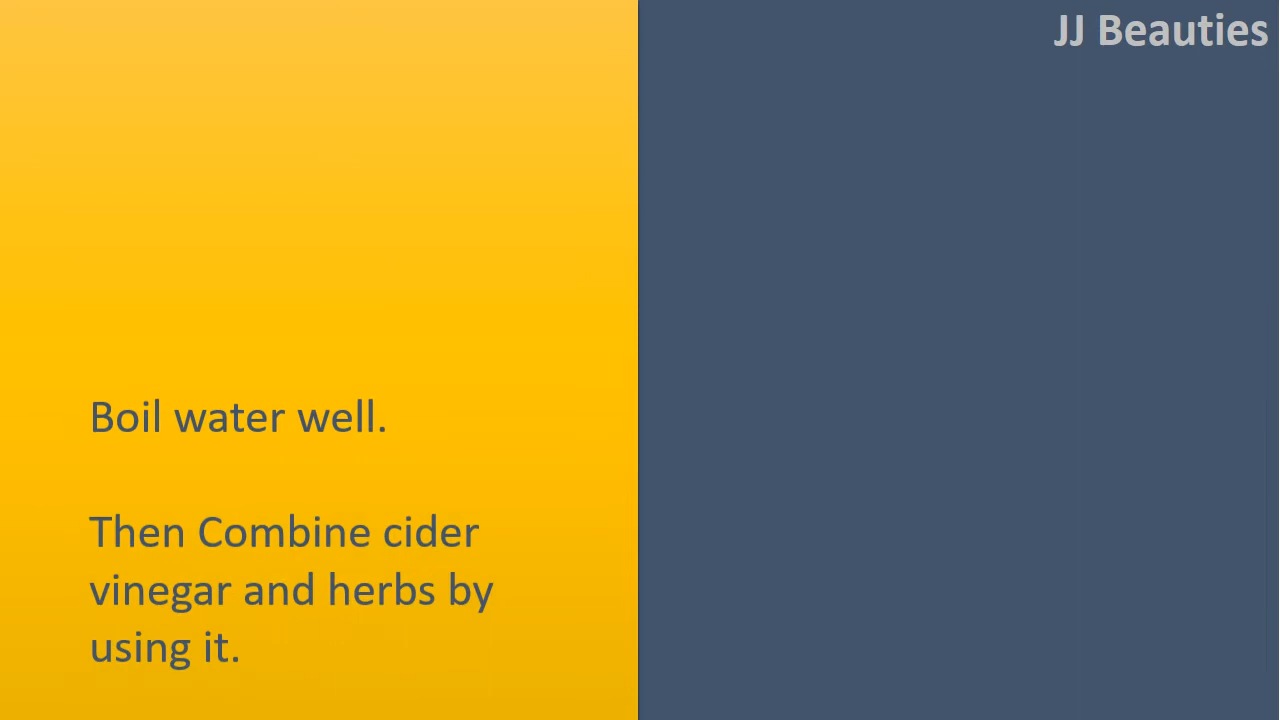 JJ Beauties
Boil water well.
Then Combine cider
vinegar and herbs by
using it.